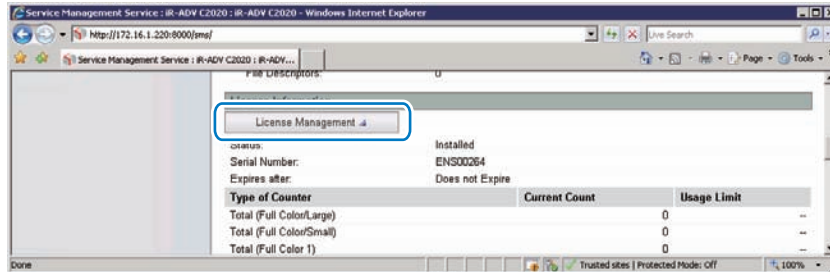 Service Management Service : iR-ADV C2020 : iR-ADV C2020 - Windows Internet Explorer
http://172.16.1.220:8000/sms/
Live Search
Service Management Service : iR-ADV C2020 : iR-ADV...
Page Tools
File Descriptors: 0
License Information
License Management
Status: Installed
Serial Number: ENS00264
Expires after: Does not Expire
Type of Counter Current Count Usage Limit
Total (Full Color/Large) 0 --
Total (Full Color/Small) 0 --
Total (Full Color 1) 0 --
Done Trusted sites | Protected Mode: Off 100%